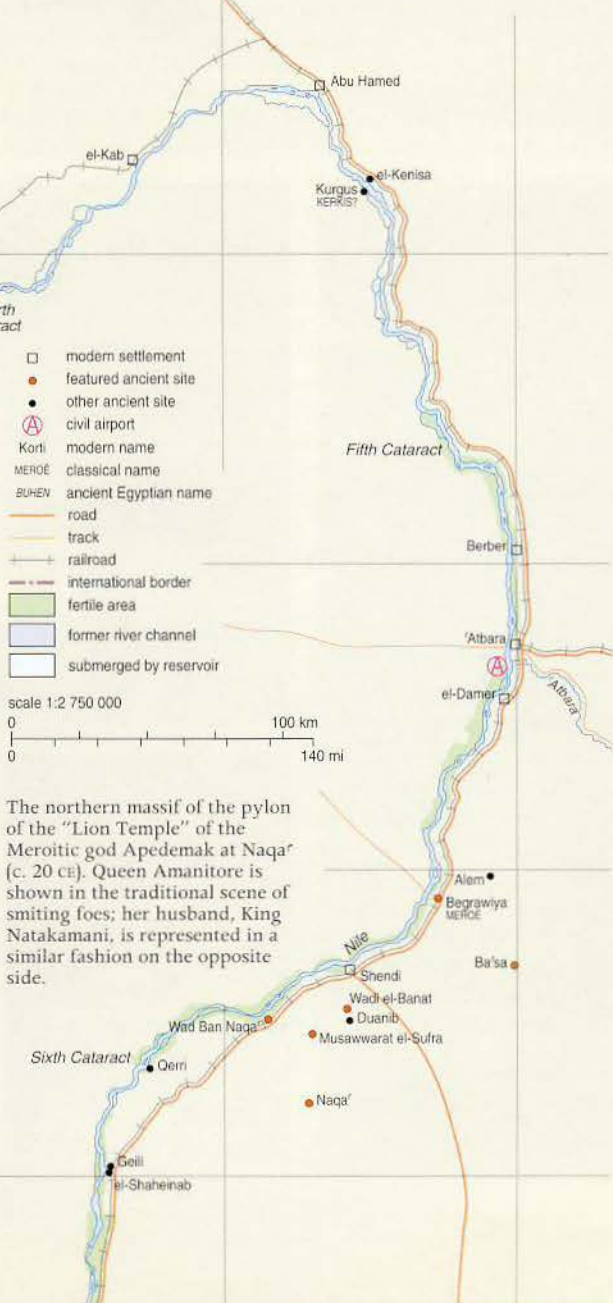 Abu Hamed
el-Kab
el-Kenisa
Kurgus
KERKIS?
rth
ract
modern settlement
featured ancient site
other ancient site
A civil airport
Korti modern name
MEROË classical name
BUHEN ancient Egyptian name
road
track
railroad
international border
fertile area
former river channel
submerged by reservoir
scale 1:2 750 000
0 100 km
0 140 mi
Fifth Cataract
Berber
ʿAtbara
A
el-Damer
Atbara
The northern massif of the pylon
of the “Lion Temple” of the
Meroitic god Apedemak at Naqaʿ
(c. 20 CE). Queen Amanitore is
shown in the traditional scene of
smiting foes; her husband, King
Natakamani, is represented in a
similar fashion on the opposite
side.
Alem
Begrawiya
MEROË
Nile
Baʾsa
Shendi
Wadi el-Banat
Wad Ban Naqaʿ
Duanib
Musawwarat el-Sufra
Sixth Cataract
Qerri
Naqaʿ
Geili
el-Shaheinab